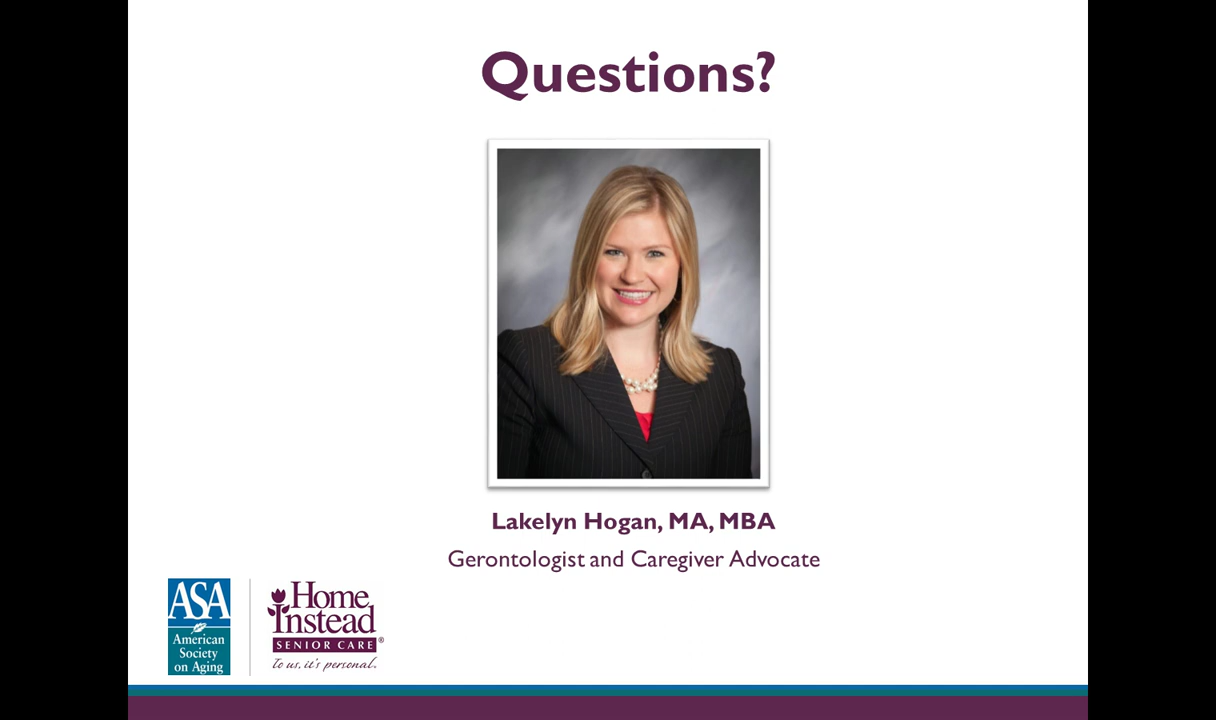 Questions?
Lakelyn Hogan, MA, MBA
Gerontologist and Caregiver Advocate
ASA
American
Society
on Aging
Home
Instead
SENIOR CARE®
To us, it's personal.